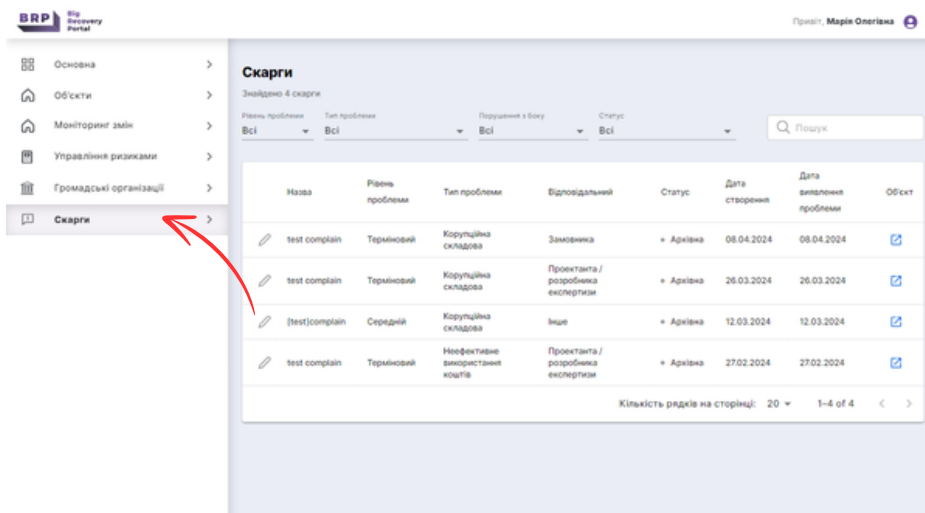 BRP Big Recovery Portal
Привіт, Марія Олегівна
Основна
Об'єкти
Моніторинг змін
Управління ризиками
Громадські організації
Скарги
Скарги
Знайдено 4 скарги
Рівень проблеми Тип проблеми Порушення з боку Статус
Всі Всі Всі Всі Пошук
Назва Рівень проблеми Тип проблеми Відповідальний Статус Дата створення Дата виявлення проблеми Об'єкт
test complain Терміновий Корупційна складова Замовника Архівна 08.04.2024 08.04.2024
test complain Терміновий Корупційна складова Проектанта / розробника експертизи Архівна 26.03.2024 26.03.2024
(test)complain Середній Корупційна складова Інше Архівна 12.03.2024 12.03.2024
test complain Терміновий Неефективне використання коштів Проектанта / розробника експертизи Архівна 27.02.2024 27.02.2024
Кількість рядків на сторінці: 20 1–4 of 4